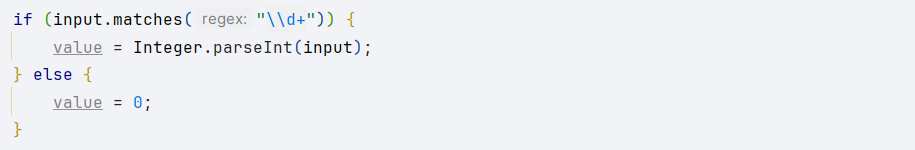 if (input.matches( regex: "\\d+")) {
    value = Integer.parseInt(input);
} else {
    value = 0;
}